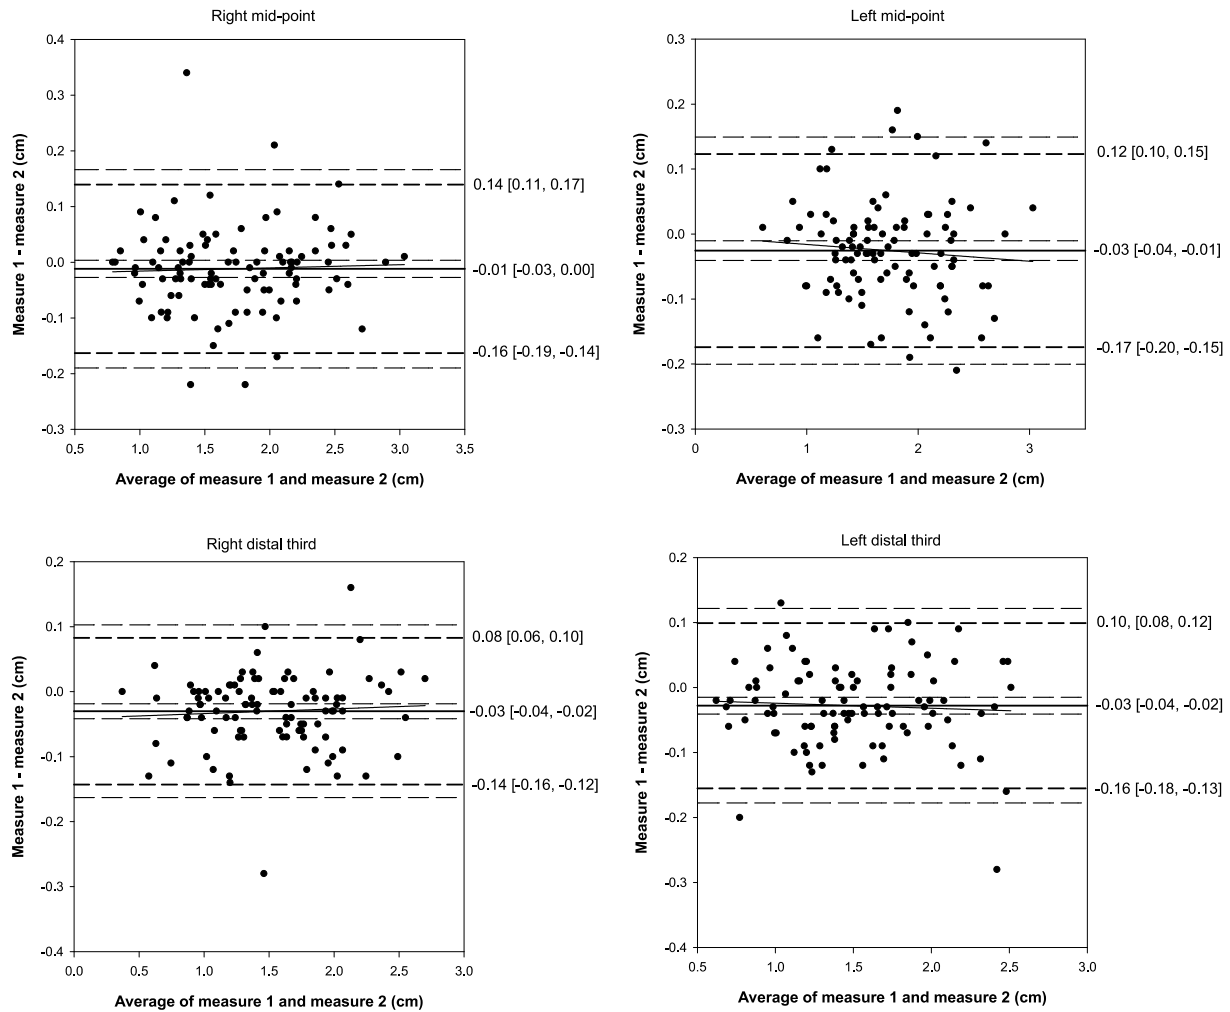 Right mid-point
0.4
0.3
0.2
0.1
0.0
-0.1
-0.2
-0.3
Measure 1 - measure 2 (cm)
0.14 [0.11, 0.17]
-0.01 [-0.03, 0.00]
-0.16 [-0.19, -0.14]
0.5 1.0 1.5 2.0 2.5 3.0 3.5
Average of measure 1 and measure 2 (cm)
Left mid-point
0.3
0.2
0.1
0.0
-0.1
-0.2
-0.3
Measure 1 - measure 2 (cm)
0.12 [0.10, 0.15]
-0.03 [-0.04, -0.01]
-0.17 [-0.20, -0.15]
0 1 2 3
Average of measure 1 and measure 2 (cm)
Right distal third
0.2
0.1
0.0
-0.1
-0.2
-0.3
-0.4
Measure 1 - measure 2 (cm)
0.08 [0.06, 0.10]
-0.03 [-0.04, -0.02]
-0.14 [-0.16, -0.12]
0.0 0.5 1.0 1.5 2.0 2.5 3.0
Average of measure 1 and measure 2 (cm)
Left distal third
0.2
0.1
0.0
-0.1
-0.2
-0.3
-0.4
Measure 1 - measure 2 (cm)
0.10, [0.08, 0.12]
-0.03 [-0.04, -0.02]
-0.16 [-0.18, -0.13]
0.5 1.0 1.5 2.0 2.5 3.0
Average of measure 1 and measure 2 (cm)